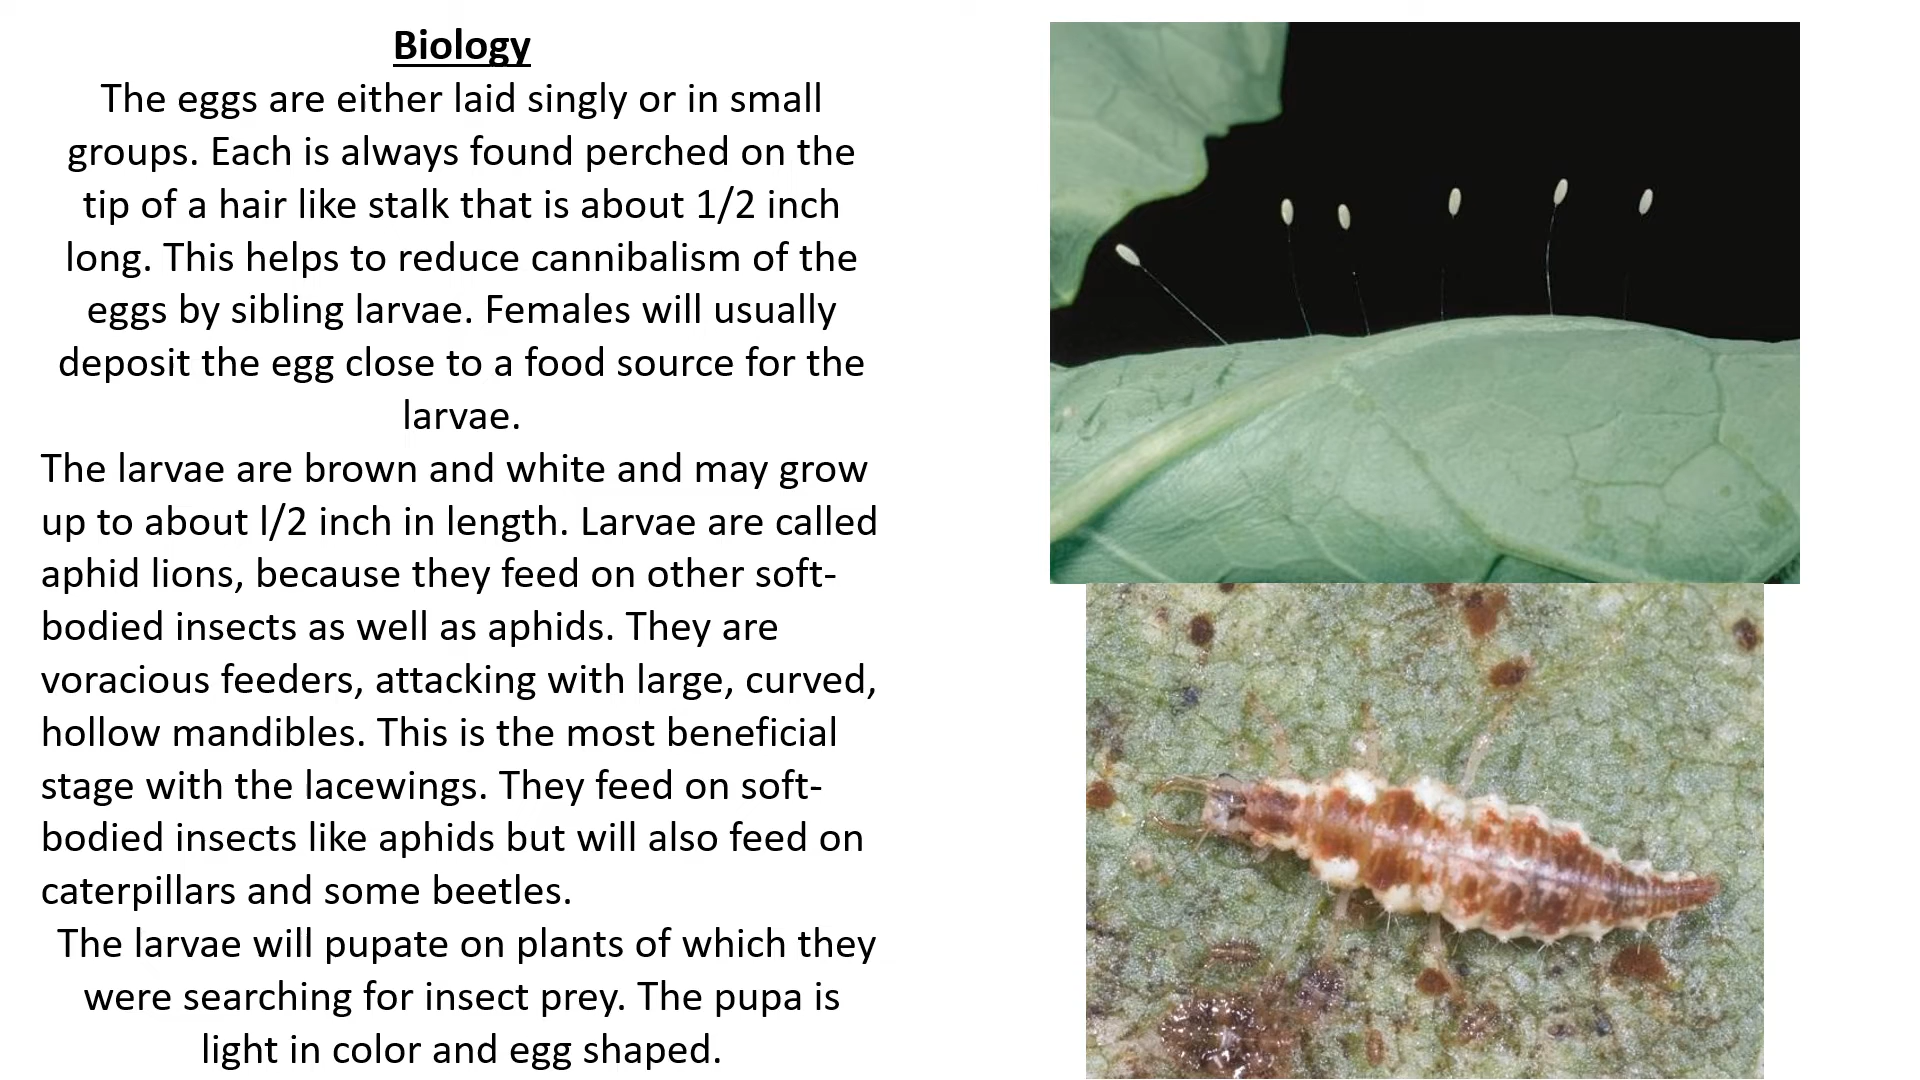 Biology
The eggs are either laid singly or in small
groups. Each is always found perched on the
tip of a hair like stalk that is about 1/2 inch
long. This helps to reduce cannibalism of the
eggs by sibling larvae. Females will usually
deposit the egg close to a food source for the
larvae.
The larvae are brown and white and may grow
up to about l/2 inch in length. Larvae are called
aphid lions, because they feed on other soft-
bodied insects as well as aphids. They are
voracious feeders, attacking with large, curved,
hollow mandibles. This is the most beneficial
stage with the lacewings. They feed on soft-
bodied insects like aphids but will also feed on
caterpillars and some beetles.
The larvae will pupate on plants of which they
were searching for insect prey. The pupa is
light in color and egg shaped.